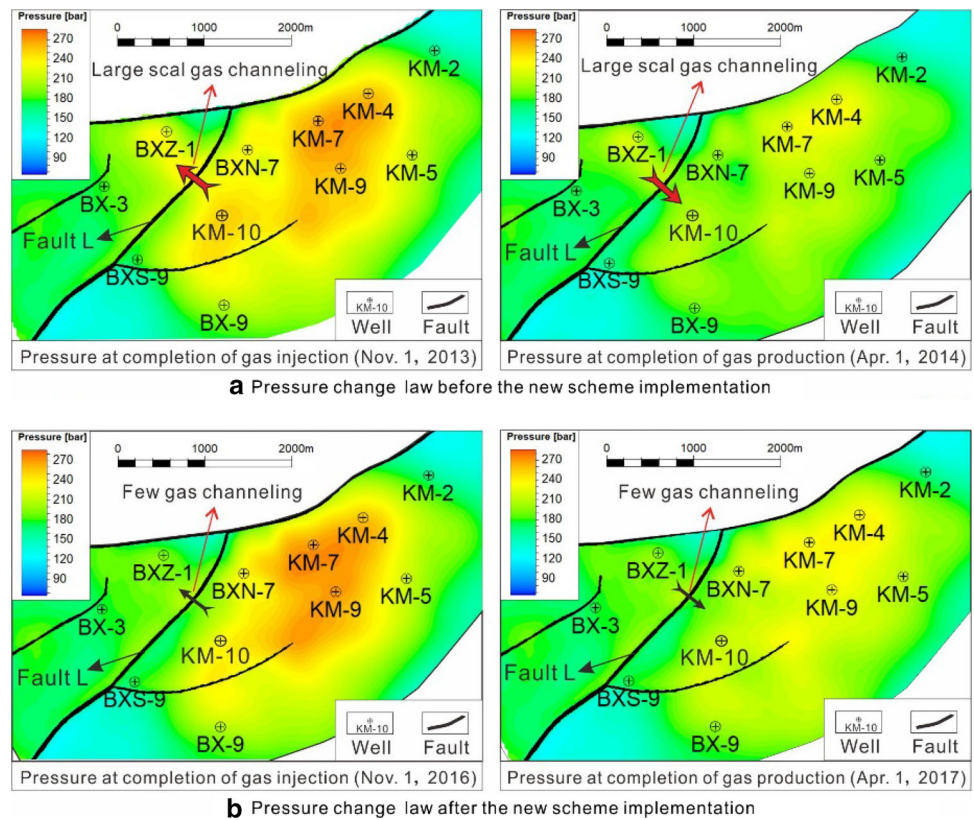 Pressure [bar]
270
240
210
180
150
120
90
0 1000 2000m
Large scal gas channeling
KM-2
KM-4
KM-7
BXZ-1
BXN-7
KM-5
KM-9
BX-3
KM-10
Fault L
BXS-9
BX-9
KM-10
Well Fault
Pressure at completion of gas injection (Nov. 1, 2013)
Pressure [bar]
270
240
210
180
150
120
90
0 1000 2000m
Large scal gas channeling
KM-2
KM-4
KM-7
BXZ-1
BXN-7
KM-5
KM-9
BX-3
KM-10
Fault L
BXS-9
BX-9
KM-10
Well Fault
Pressure at completion of gas production (Apr. 1, 2014)
a Pressure change law before the new scheme implementation
Pressure [bar]
270
240
210
180
150
120
90
0 1000 2000m
Few gas channeling
KM-2
KM-4
KM-7
BXZ-1
BXN-7
KM-5
KM-9
BX-3
KM-10
Fault L
BXS-9
BX-9
KM-10
Well Fault
Pressure at completion of gas injection (Nov. 1, 2016)
Pressure [bar]
270
240
210
180
150
120
90
0 1000 2000m
Few gas channeling
KM-2
KM-4
KM-7
BXZ-1
BXN-7
KM-5
KM-9
BX-3
KM-10
Fault L
BXS-9
BX-9
KM-10
Well Fault
Pressure at completion of gas production (Apr. 1, 2017)
b Pressure change law after the new scheme implementation